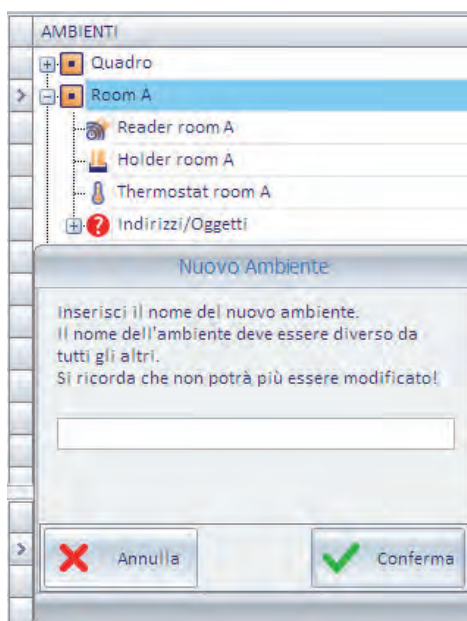 AMBIENTI
Quadro
Room A
Reader room A
Holder room A
Thermostat room A
Indirizzi/Oggetti
Nuovo Ambiente
Inserisci il nome del nuovo ambiente.
Il nome dell'ambiente deve essere diverso da
tutti gli altri.
Si ricorda che non potrà più essere modificato!
Annulla
Conferma